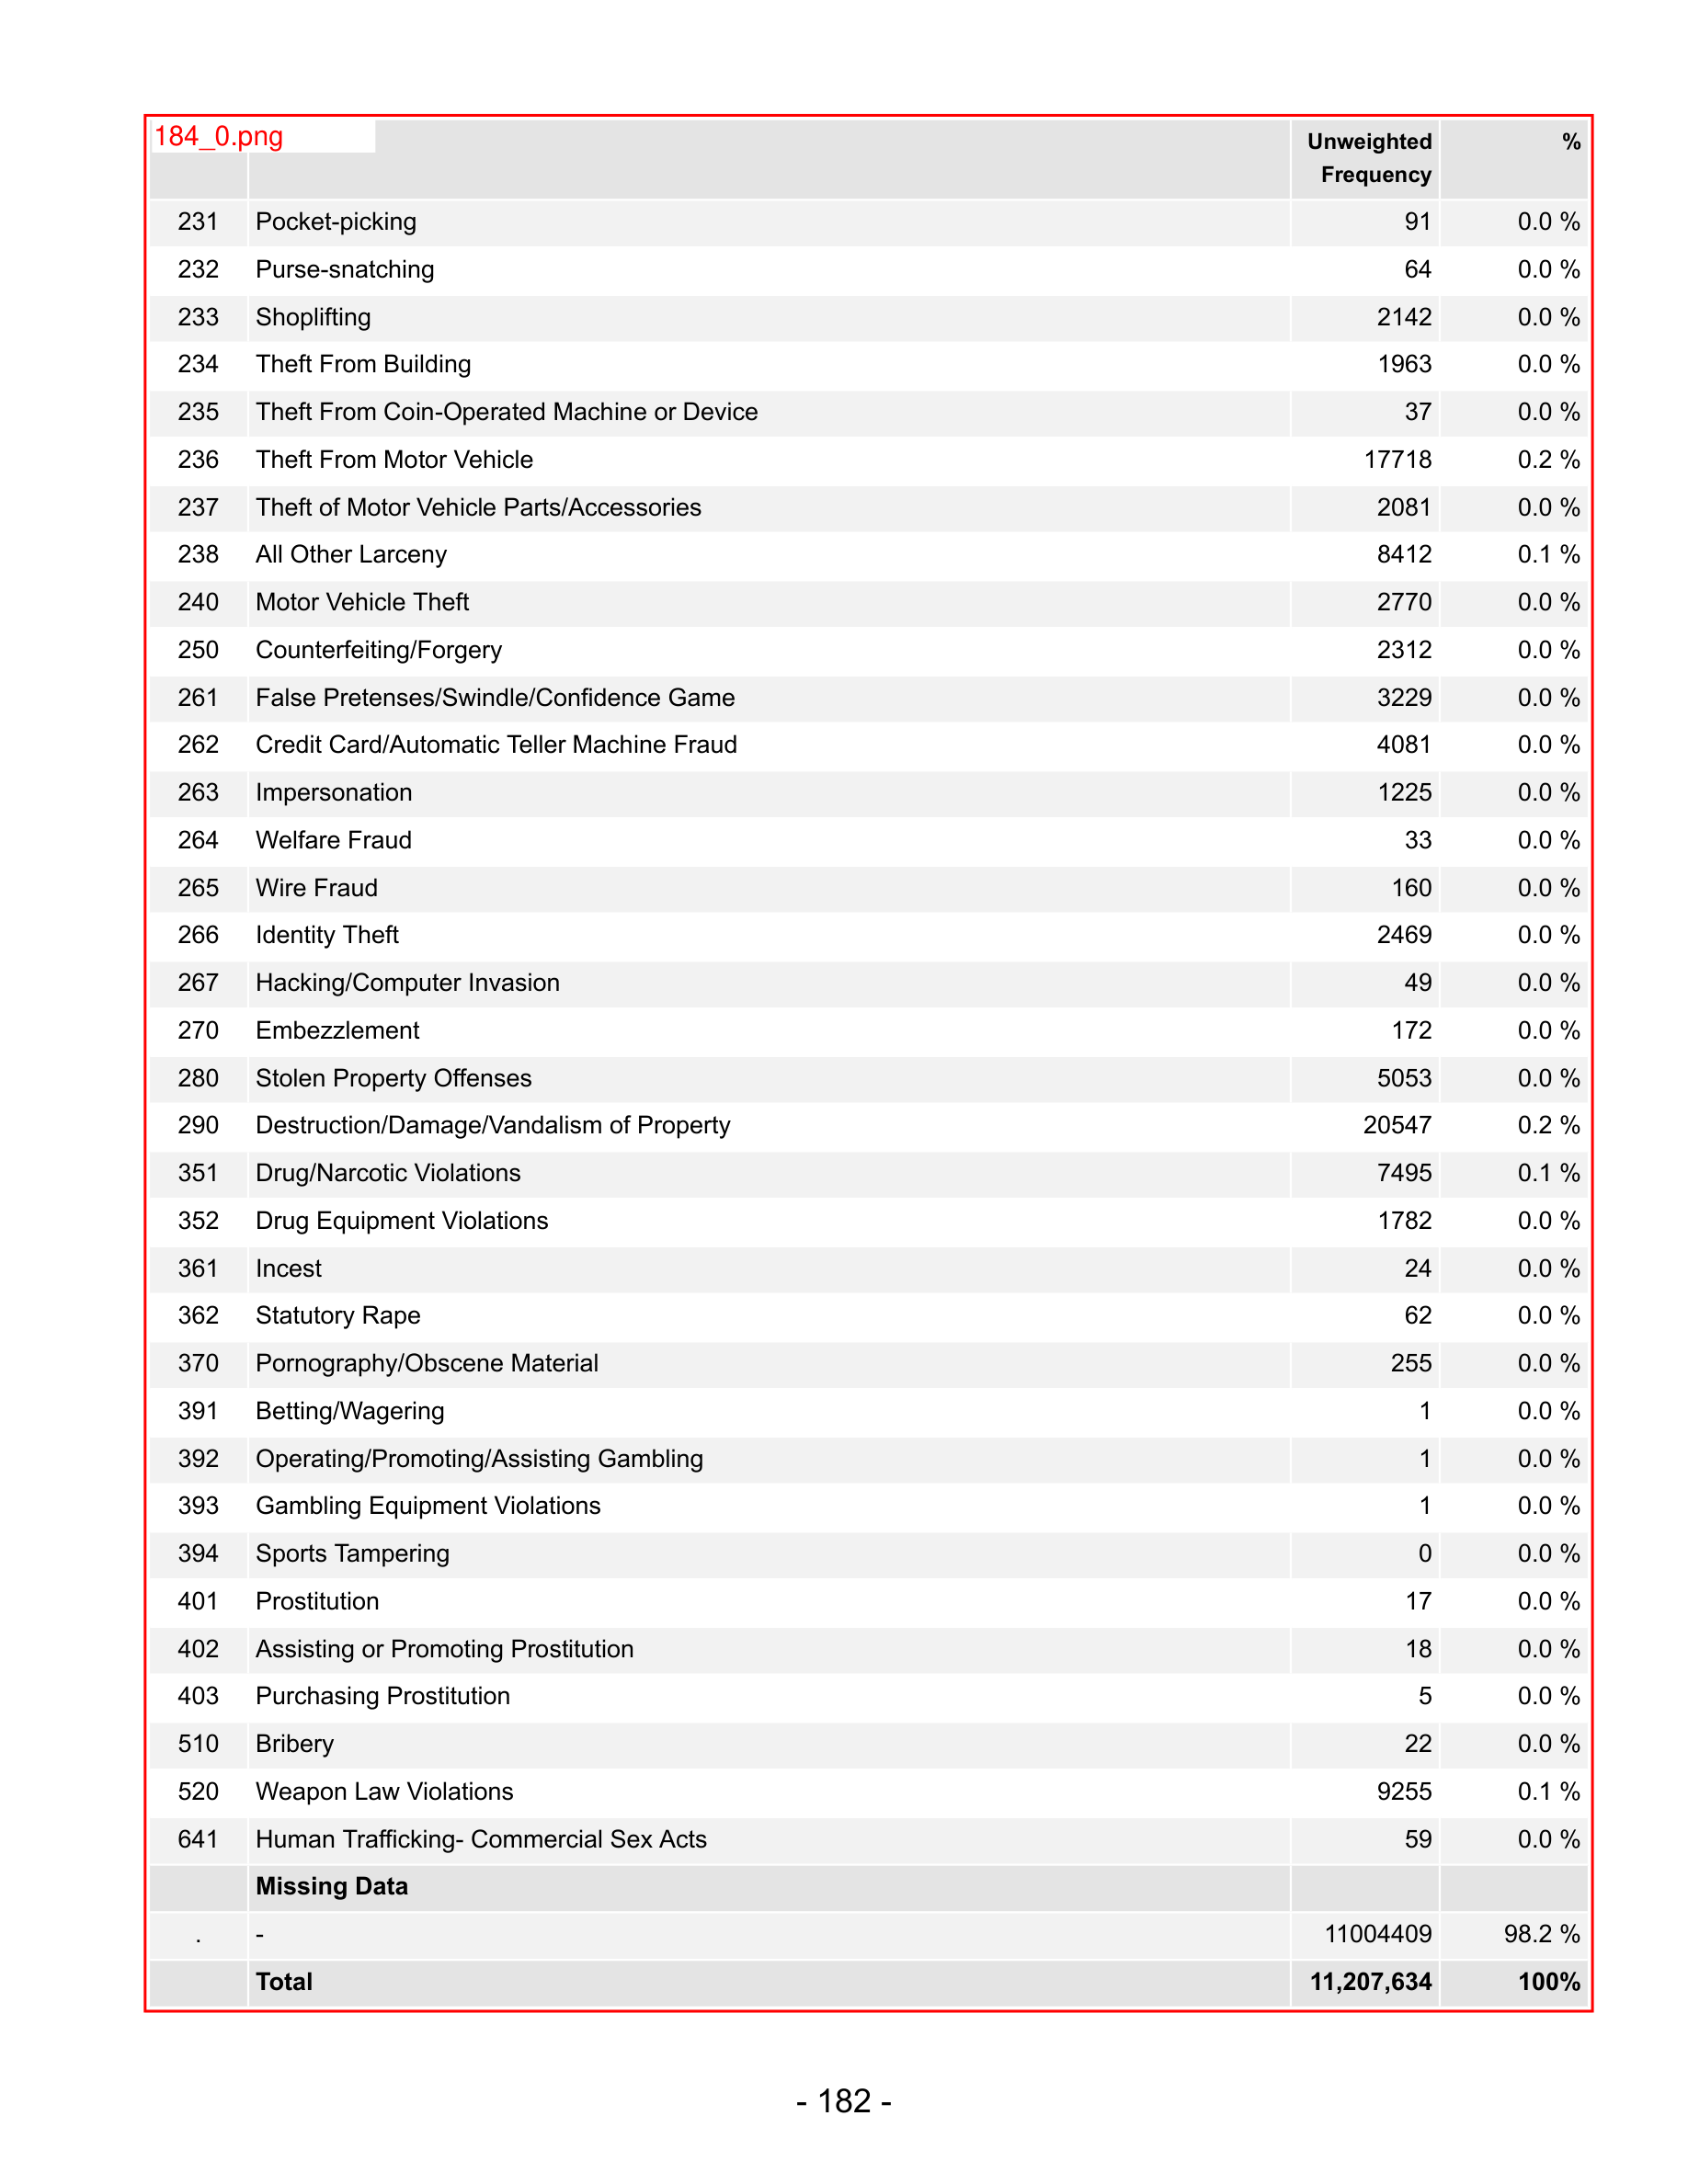 184_0.png
Unweighted Frequency %
231 Pocket-picking 91 0.0 %
232 Purse-snatching 64 0.0 %
233 Shoplifting 2142 0.0 %
234 Theft From Building 1963 0.0 %
235 Theft From Coin-Operated Machine or Device 37 0.0 %
236 Theft From Motor Vehicle 17718 0.2 %
237 Theft of Motor Vehicle Parts/Accessories 2081 0.0 %
238 All Other Larceny 8412 0.1 %
240 Motor Vehicle Theft 2770 0.0 %
250 Counterfeiting/Forgery 2312 0.0 %
261 False Pretenses/Swindle/Confidence Game 3229 0.0 %
262 Credit Card/Automatic Teller Machine Fraud 4081 0.0 %
263 Impersonation 1225 0.0 %
264 Welfare Fraud 33 0.0 %
265 Wire Fraud 160 0.0 %
266 Identity Theft 2469 0.0 %
267 Hacking/Computer Invasion 49 0.0 %
270 Embezzlement 172 0.0 %
280 Stolen Property Offenses 5053 0.0 %
290 Destruction/Damage/Vandalism of Property 20547 0.2 %
351 Drug/Narcotic Violations 7495 0.1 %
352 Drug Equipment Violations 1782 0.0 %
361 Incest 24 0.0 %
362 Statutory Rape 62 0.0 %
370 Pornography/Obscene Material 255 0.0 %
391 Betting/Wagering 1 0.0 %
392 Operating/Promoting/Assisting Gambling 1 0.0 %
393 Gambling Equipment Violations 1 0.0 %
394 Sports Tampering 0 0.0 %
401 Prostitution 17 0.0 %
402 Assisting or Promoting Prostitution 18 0.0 %
403 Purchasing Prostitution 5 0.0 %
510 Bribery 22 0.0 %
520 Weapon Law Violations 9255 0.1 %
641 Human Trafficking- Commercial Sex Acts 59 0.0 %
Missing Data
. - 11004409 98.2 %
Total 11,207,634 100%
- 182 -